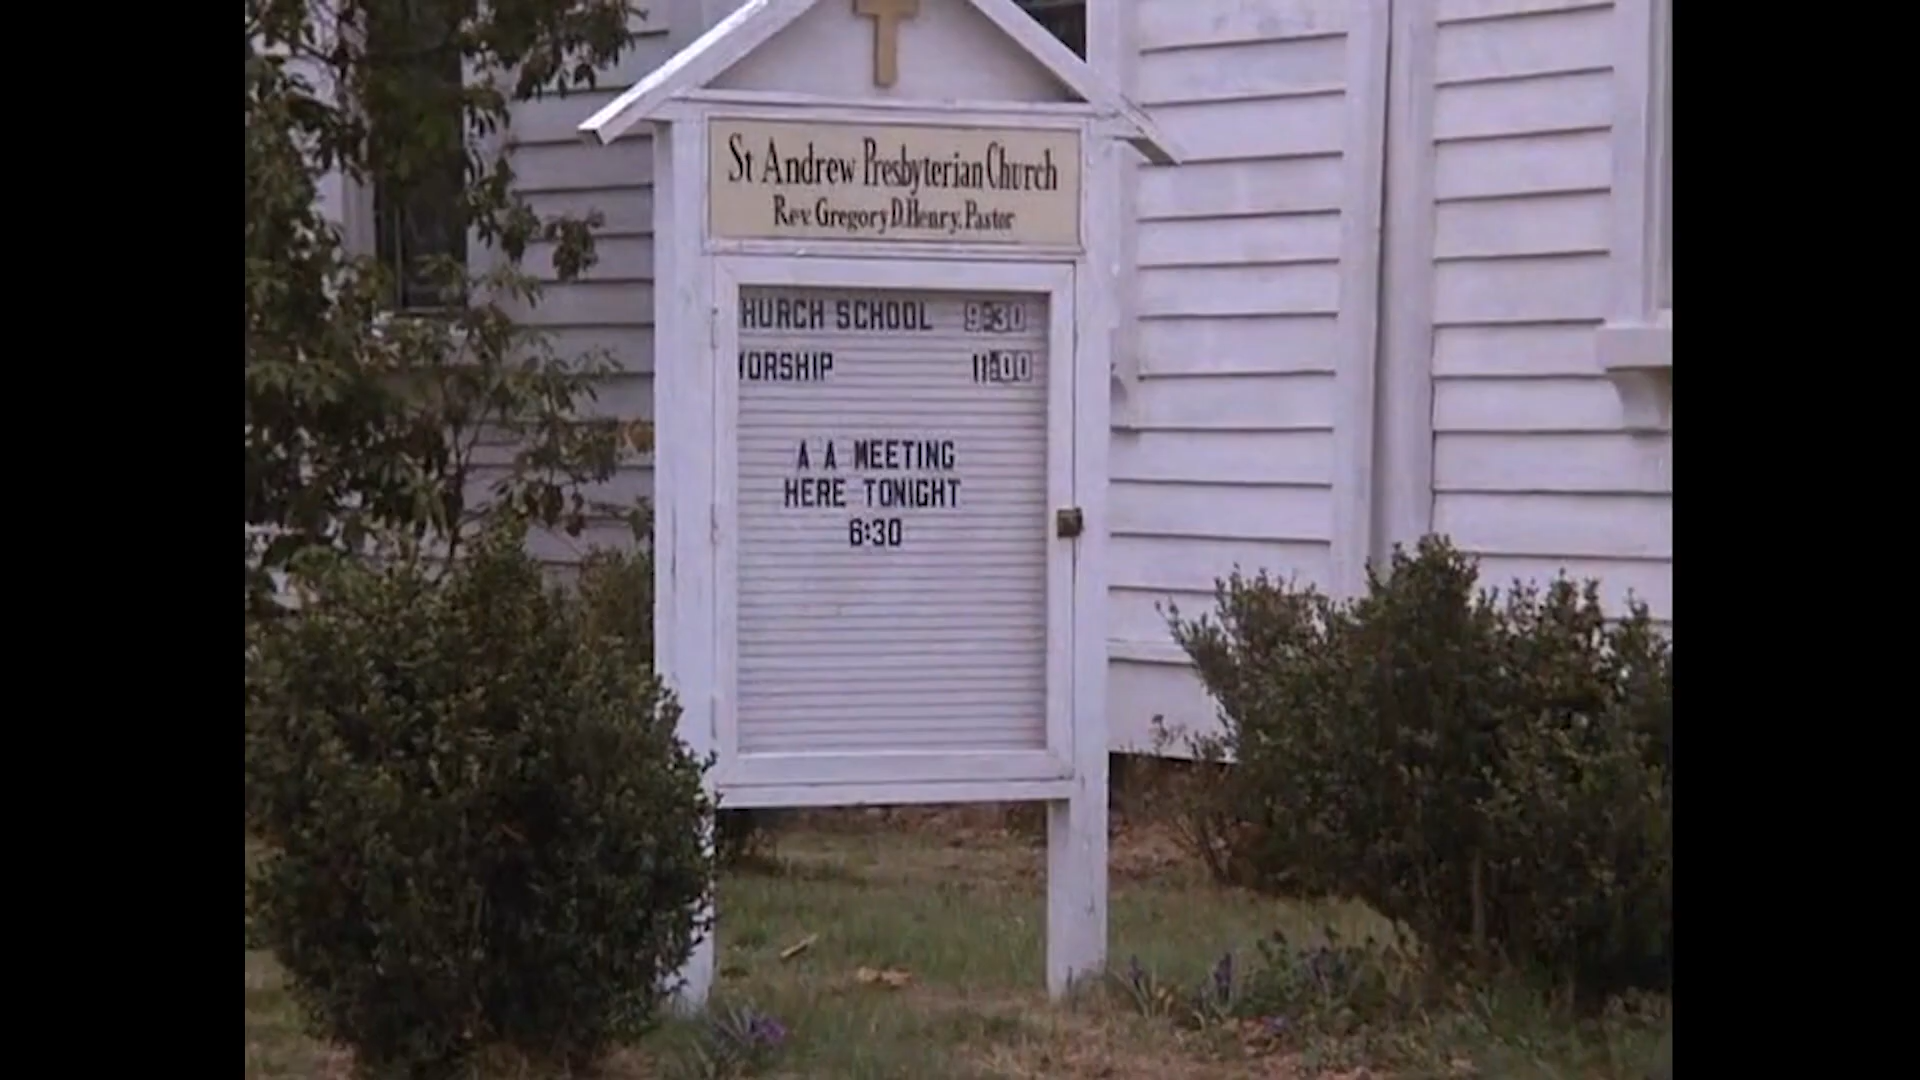 St Andrew Presbyterian Church
Rev. Gregory D. Henry, Pastor
HURCH SCHOOL 9:30
ORSHIP 11:00
A A MEETING
HERE TONIGHT
6:30